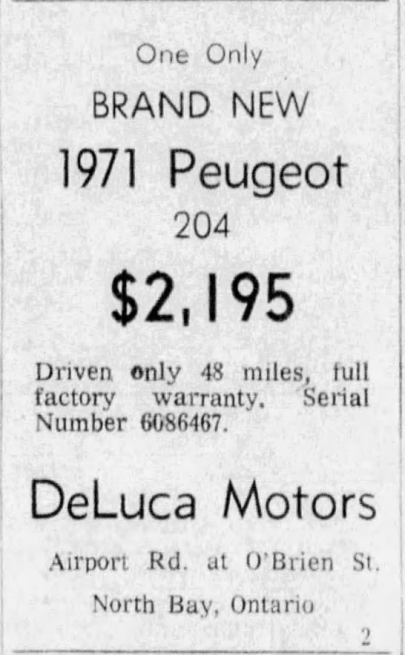 One Only
BRAND NEW
1971 Peugeot
204
$2,195
Driven only 48 miles, full
factory warranty. Serial
Number 6086467.
DeLuca Motors
Airport Rd. at O'Brien St.
North Bay, Ontario
2